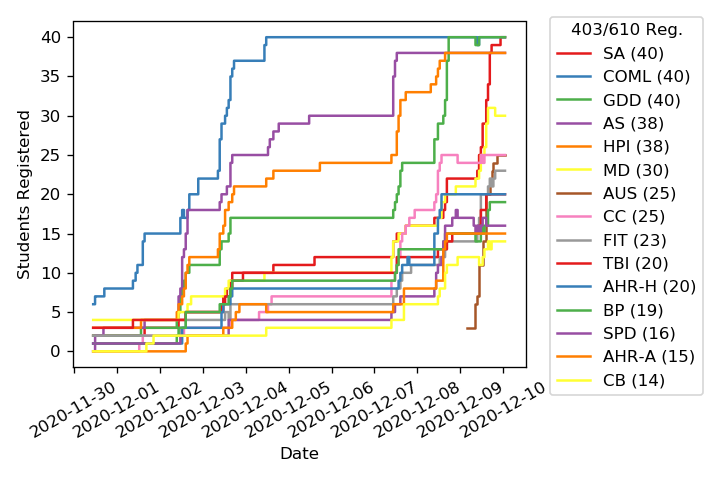 403/610 Reg.
SA (40)
COML (40)
GDD (40)
AS (38)
HPI (38)
MD (30)
AUS (25)
CC (25)
FIT (23)
TBI (20)
AHR-H (20)
BP (19)
SPD (16)
AHR-A (15)
CB (14)
Students Registered
40
35
30
25
20
15
10
5
0
2020-11-30
2020-12-01
2020-12-02
2020-12-03
2020-12-04
2020-12-05
2020-12-06
2020-12-07
2020-12-08
2020-12-09
2020-12-10
Date